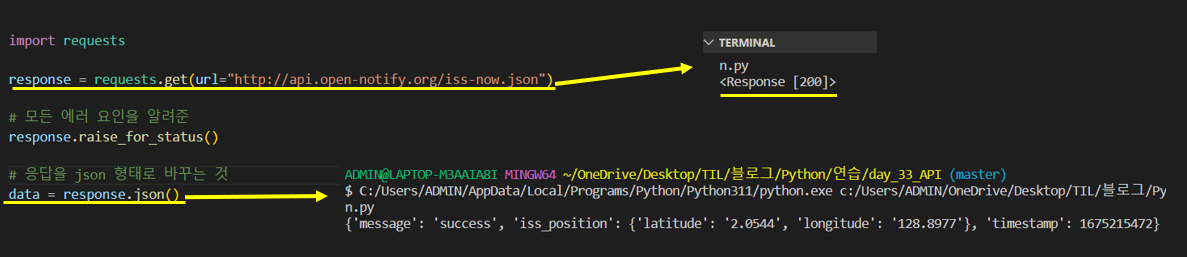 import requests
response = requests.get(url="http://api.open-notify.org/iss-now.json")
# 모든 에러 요인을 알려준
response.raise_for_status()
# 응답을 json 형태로 바꾸는 것
data = response.json()
TERMINAL
n.py
<Response [200]>
ADMIN@LAPTOP-M3AAIA8I MINGW64 ~/OneDrive/Desktop/TIL/블로그/Python/연습/day_33_API (master)
$ C:/Users/ADMIN/AppData/Local/Programs/Python/Python311/python.exe c:/Users/ADMIN/OneDrive/Desktop/TIL/블로그/Py
n.py
{'message': 'success', 'iss_position': {'latitude': '2.0544', 'longitude': '128.8977'}, 'timestamp': 1675215472}